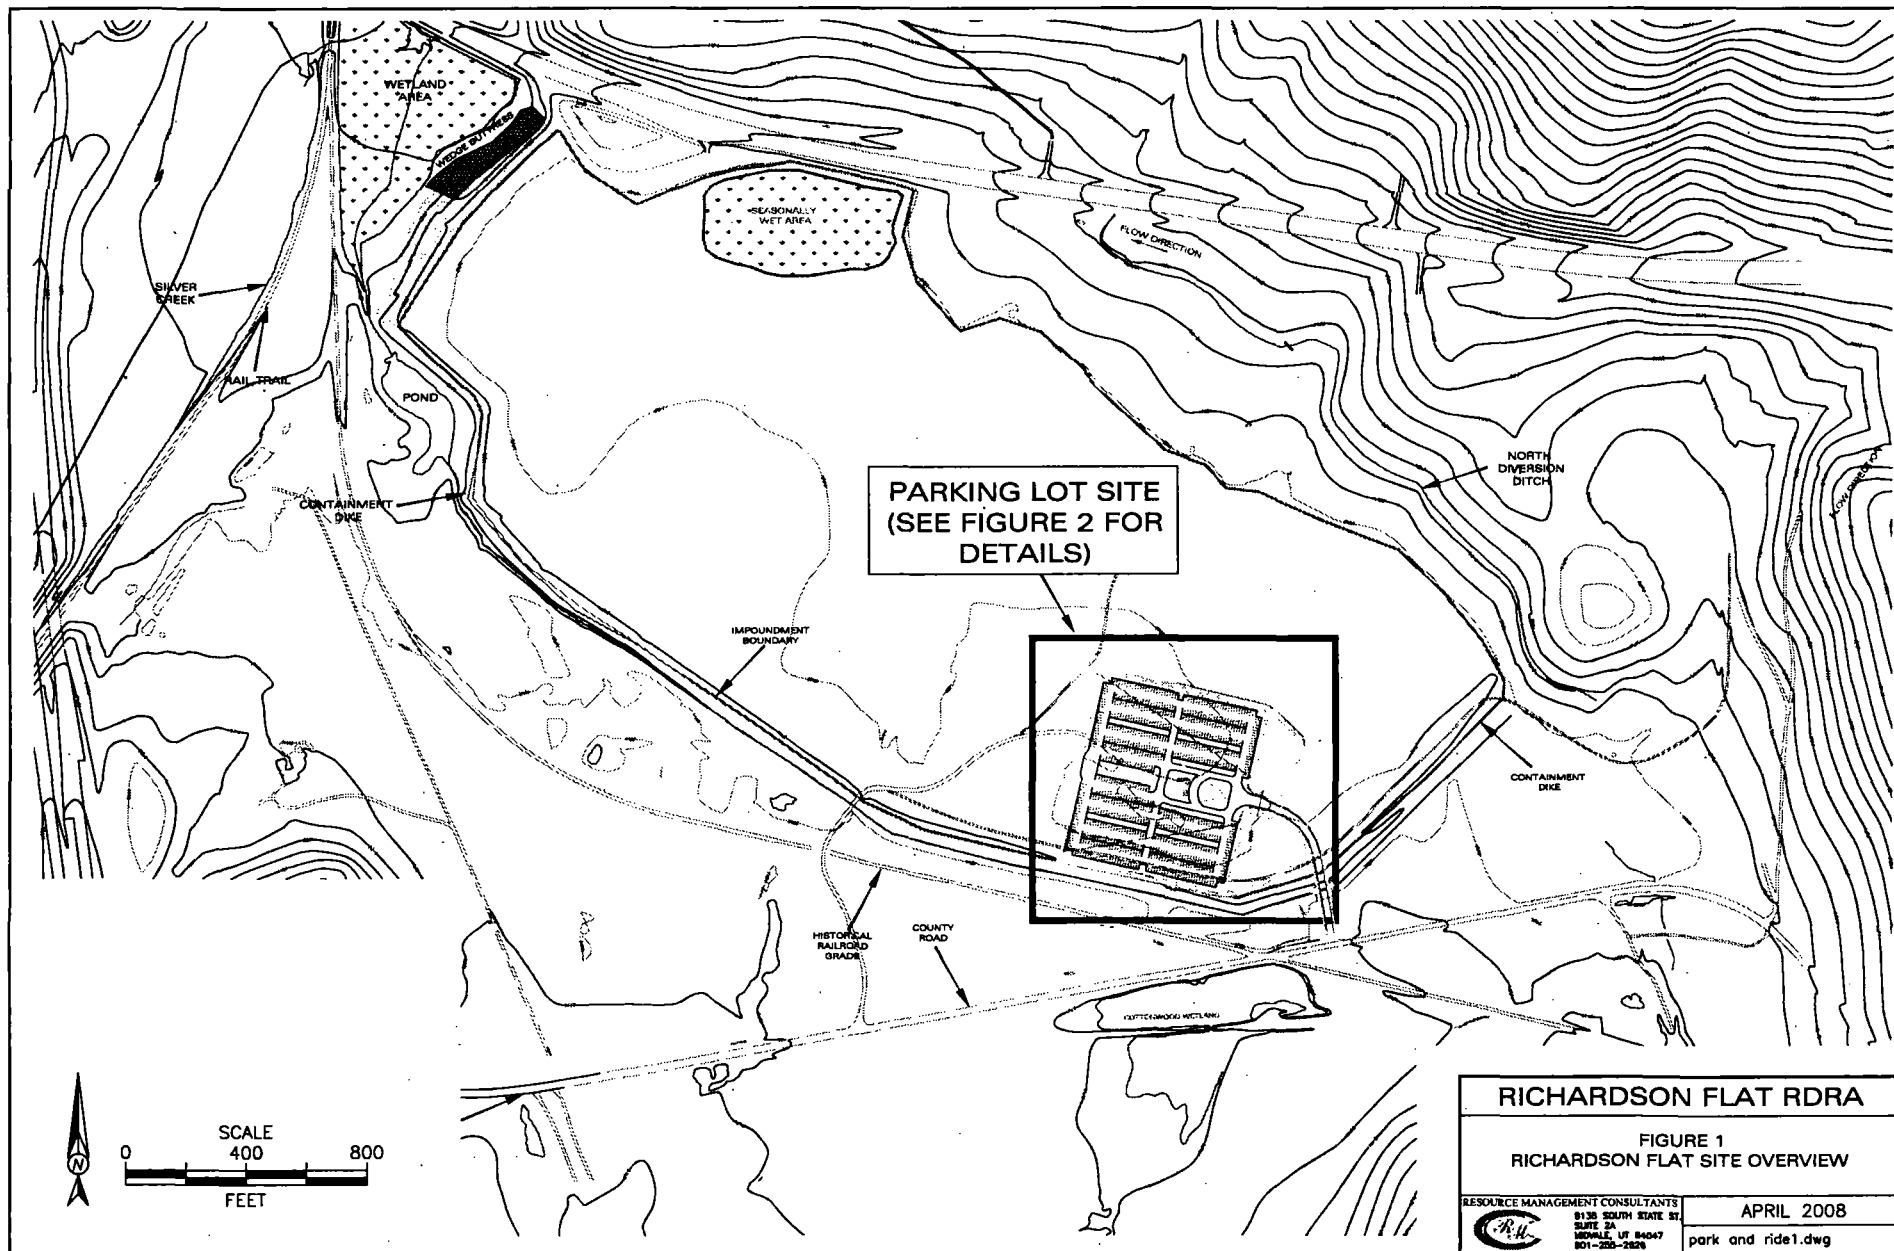 WETLAND
AREA
WEDGE BUTTRESS
SEASONALLY
WET AREA
FLOW DIRECTION
SILVER
CREEK
RAIL TRAIL
POND
CONTAINMENT
DIKE
NORTH
DIVERSION
DITCH
FLOW DIRECTION
PARKING LOT SITE
(SEE FIGURE 2 FOR
DETAILS)
IMPOUNDMENT
BOUNDARY
CONTAINMENT
DIKE
HISTORICAL
RAILROAD
GRADE
COUNTY
ROAD
COTTONWOOD WETLAND
N
SCALE
0 400 800
FEET
RICHARDSON FLAT RDRA
FIGURE 1
RICHARDSON FLAT SITE OVERVIEW
RESOURCE MANAGEMENT CONSULTANTS
8138 SOUTH STATE ST.
SUITE 2A
MIDVALE, UT 84047
APRIL 2008
park and ride1.dwg